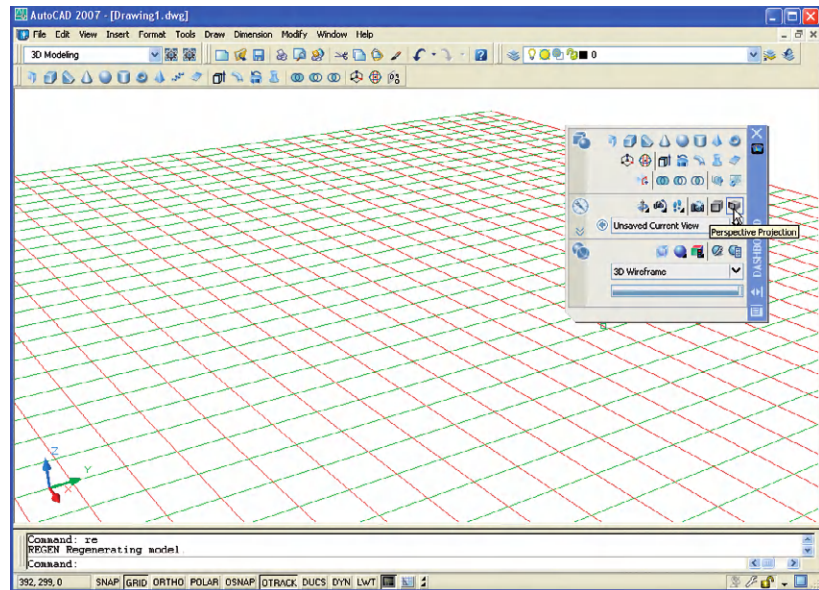 AutoCAD 2007 - [Drawing1.dwg]
File Edit View Insert Format Tools Draw Dimension Modify Window Help
3D Modeling
0
Unsaved Current View
Perspective Projection
3D Wireframe
DASHBOARD
Z
Y
X
Command: re
REGEN Regenerating model.
Command:
392, 299, 0 SNAP GRID ORTHO POLAR OSNAP OTRACK DUCS DYN LWT